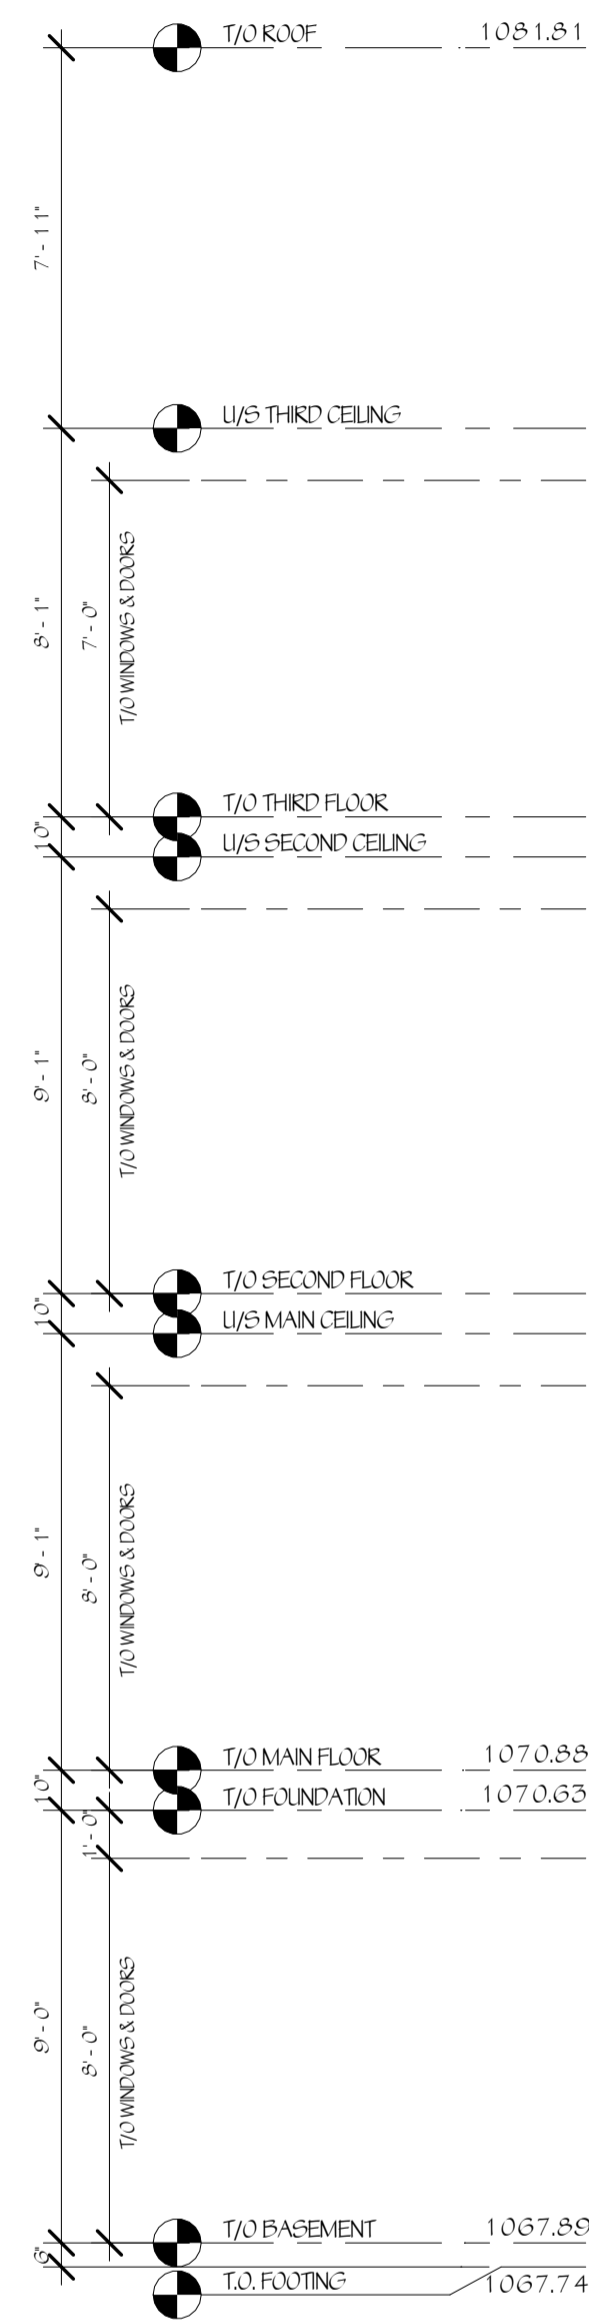 T/O ROOF 1081.81
7' - 11"
U/S THIRD CEILING
8' - 1"
7' - 0"
T/O WINDOWS & DOORS
T/O THIRD FLOOR
10"
U/S SECOND CEILING
9' - 1"
8' - 0"
T/O WINDOWS & DOORS
T/O SECOND FLOOR
10"
U/S MAIN CEILING
9' - 1"
8' - 0"
T/O WINDOWS & DOORS
T/O MAIN FLOOR 1070.88
10"
T/O FOUNDATION 1070.63
1' - 0"
9' - 0"
8' - 0"
T/O WINDOWS & DOORS
T/O BASEMENT 1067.89
6"
T.O. FOOTING 1067.74